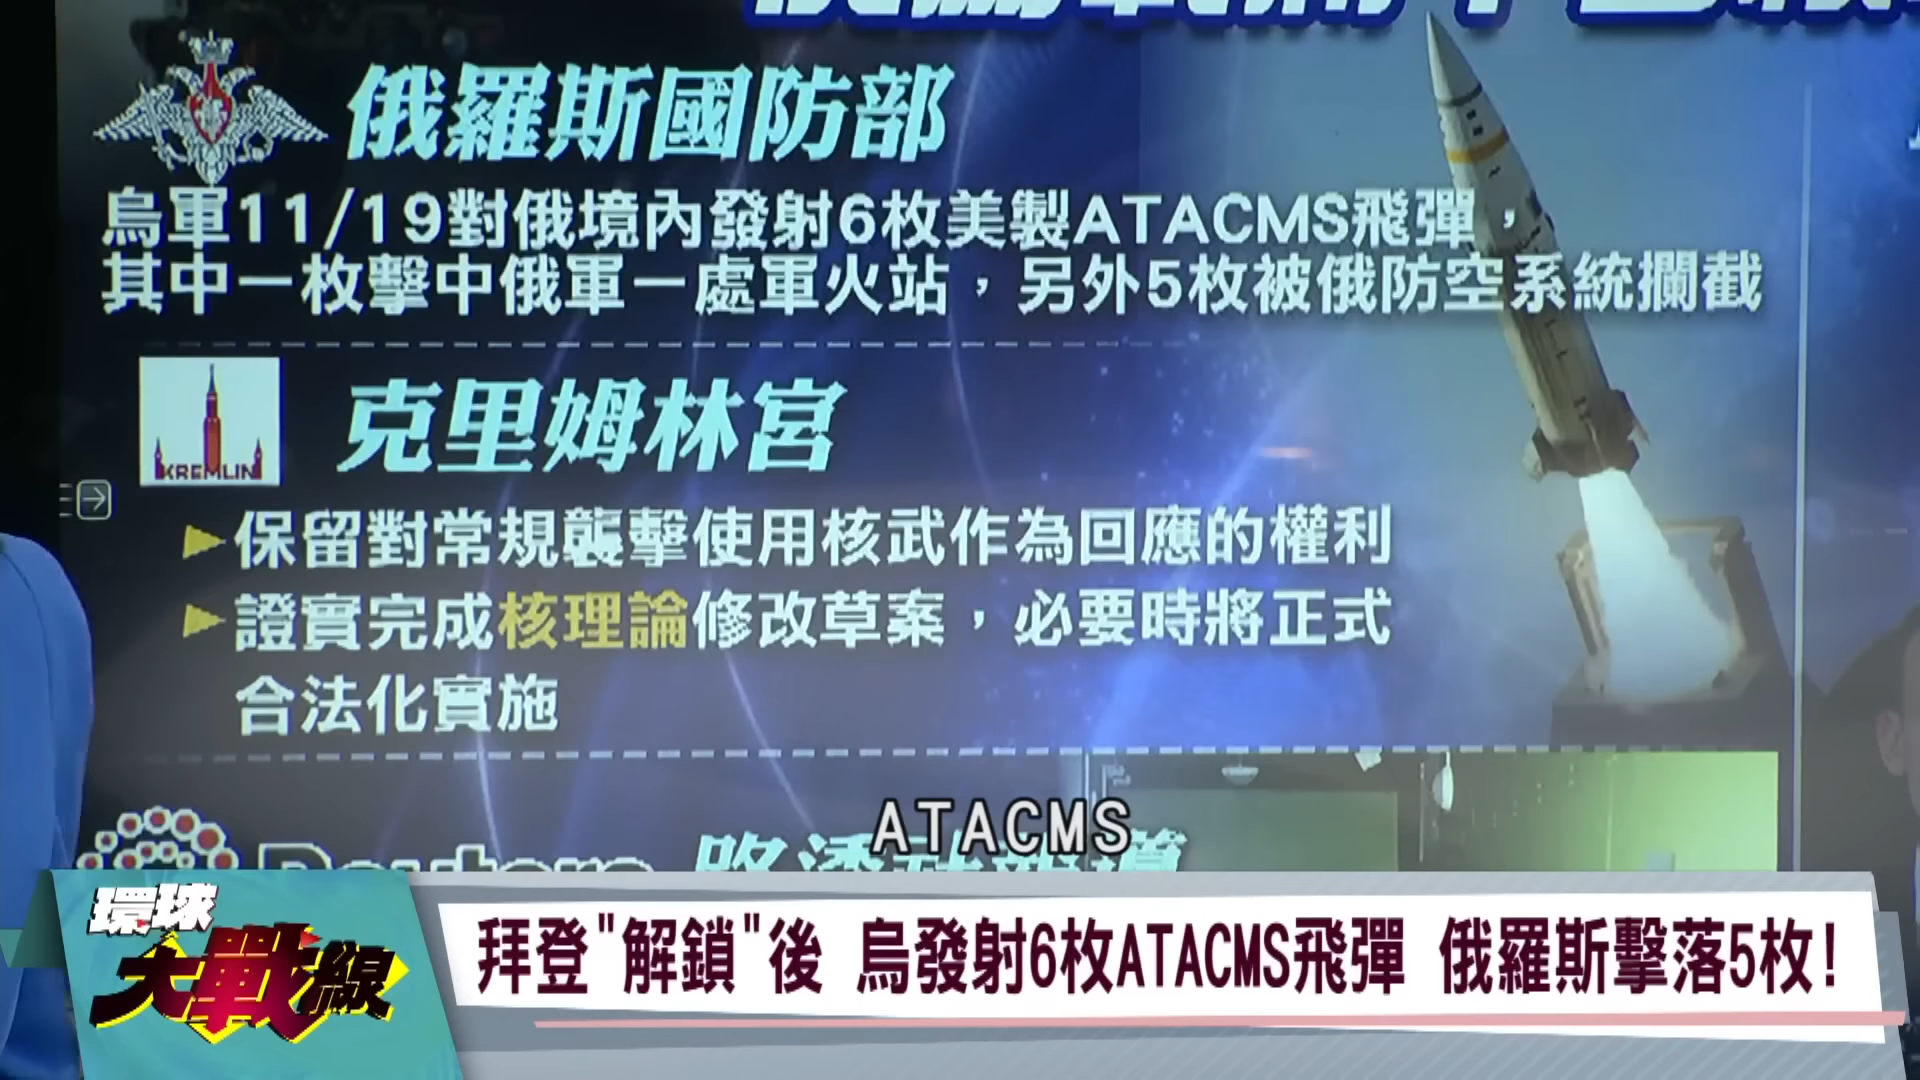 俄羅斯國防部
烏軍11/19對俄境內發射6枚美製ATACMS飛彈，
其中一枚擊中俄軍一處軍火站，另外5枚被俄防空系統攔截
克里姆林宮
KREMLIN
保留對常規襲擊使用核武作為回應的權利
證實完成核理論修改草案，必要時將正式
合法化實施
Reuters 路透社報導
ATACMS
環球
大戰線
拜登"解鎖"後 烏發射6枚ATACMS飛彈 俄羅斯擊落5枚!